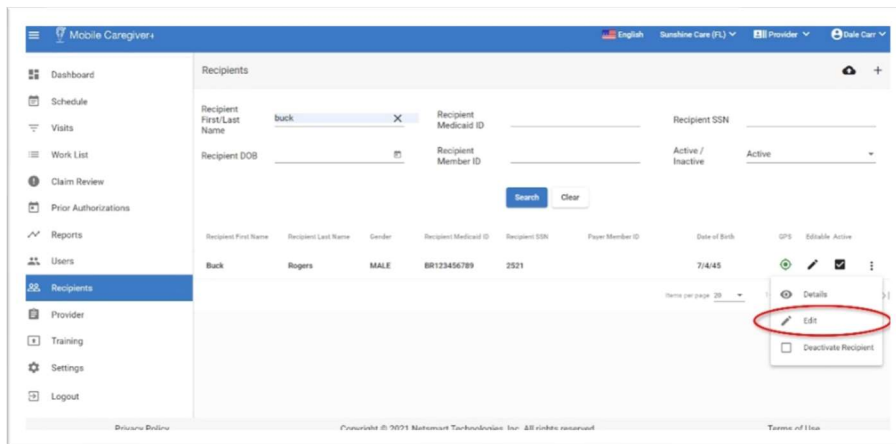 Mobile Caregiver+ English Sunshine Care (FL) Provider Dale Carr
Dashboard
Schedule
Visits
Work List
Claim Review
Prior Authorizations
Reports
Users
Recipients
Provider
Training
Settings
Logout
Recipients
Recipient First/Last Name buck
Recipient Medicaid ID
Recipient SSN
Recipient DOB
Recipient Member ID
Active / Inactive Active
Search Clear
Recipient First Name Recipient Last Name Gender Recipient Medicaid ID Recipient SSN Payer Member ID Date of Birth GPS Editable Active
Buck Rogers MALE BR123456789 2521 7/4/45
Items per page 20
Details
Edit
Deactivate Recipient
Privacy Policy Copyright © 2021 Netsmart Technologies, Inc. All rights reserved. Terms of Use